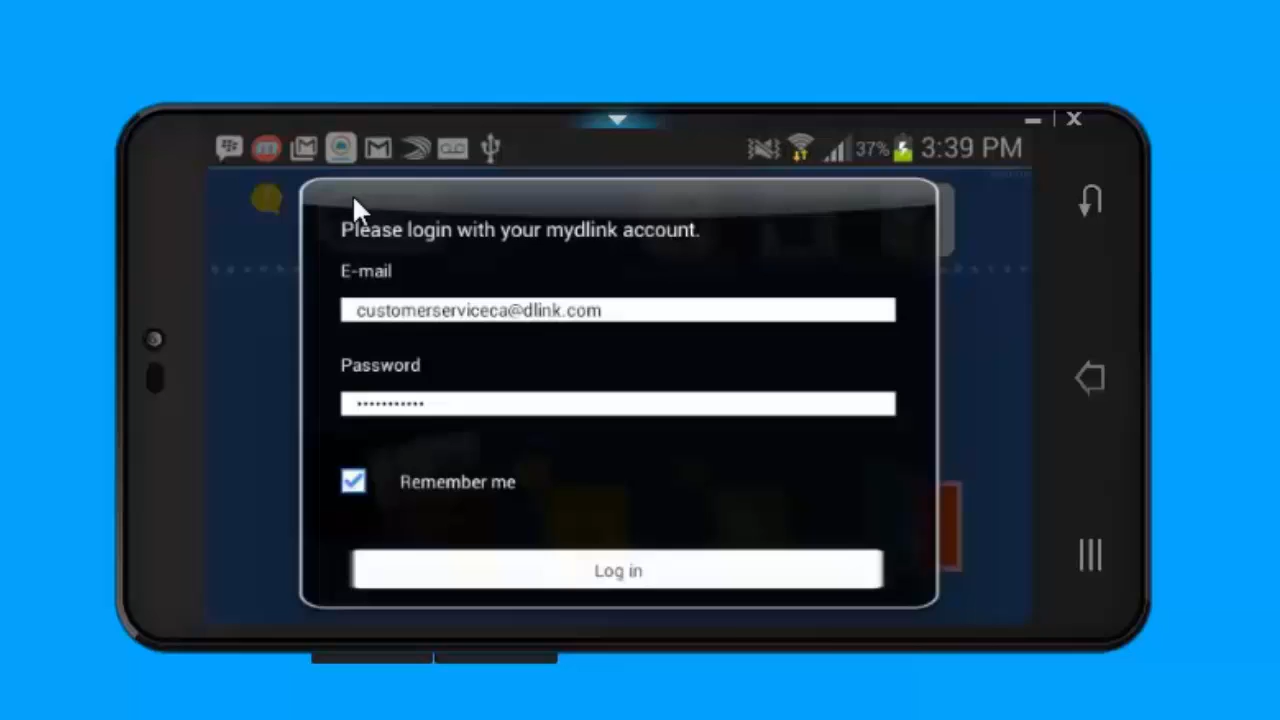 37% 3:39 PM
Please login with your mydlink account.
E-mail
customerserviceca@dlink.com
Password
•••••••••••
Remember me
Log in